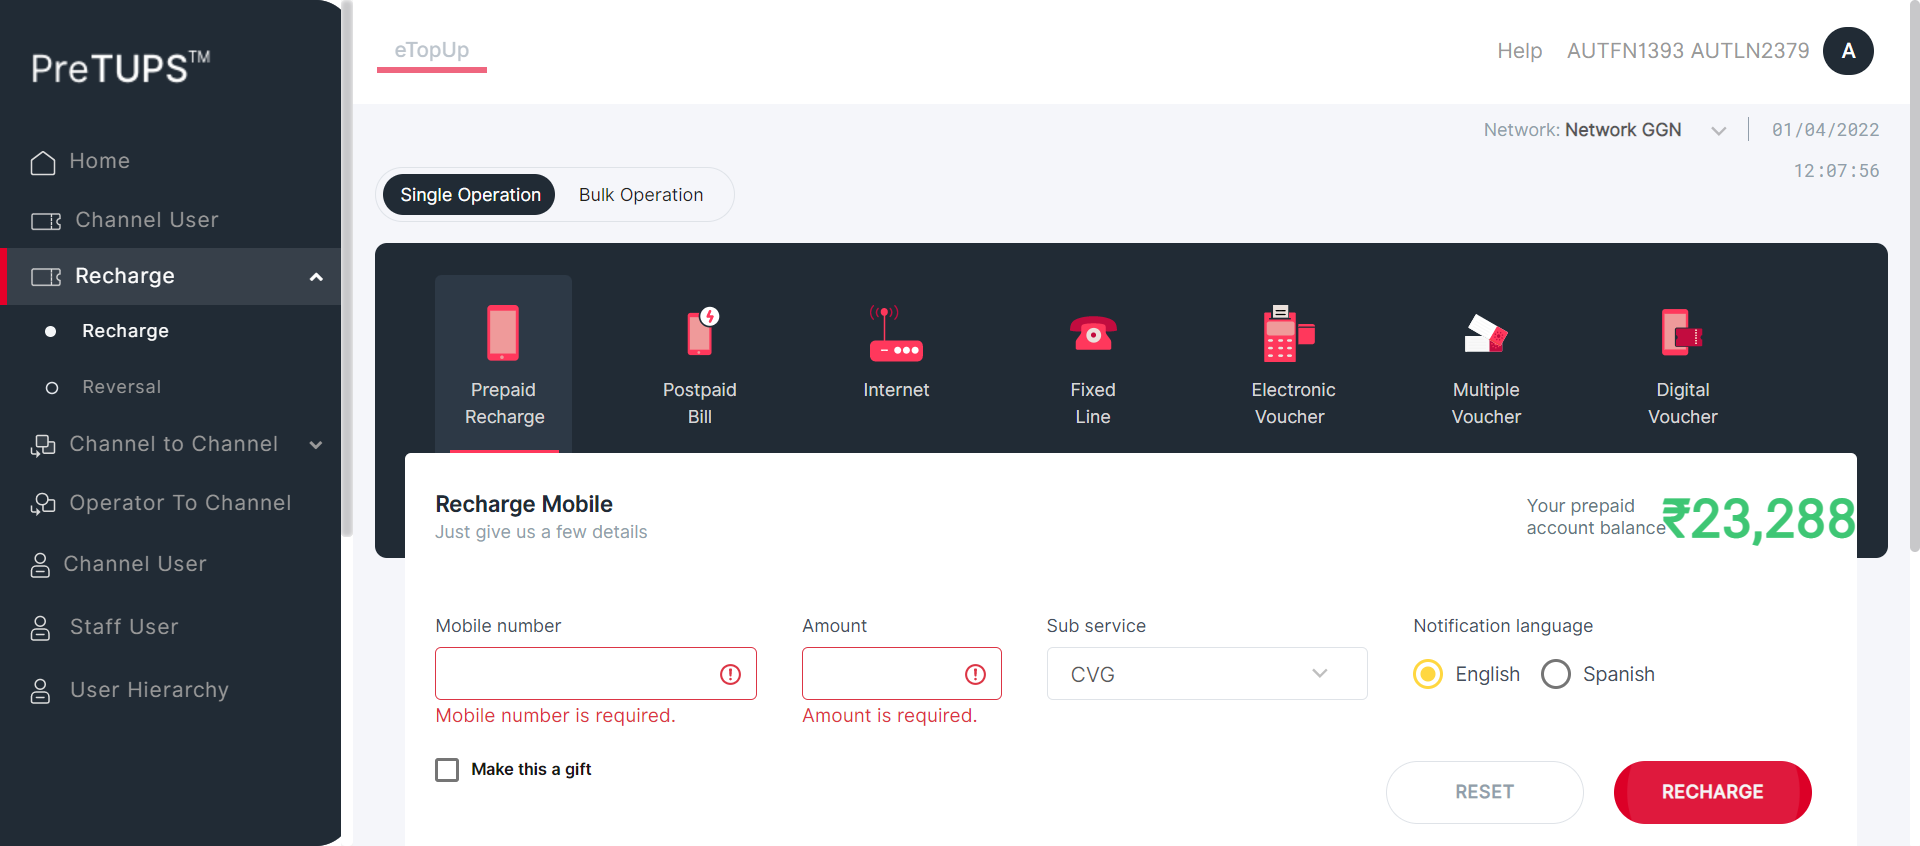 PreTUPS™
Home
Channel User
Recharge
Recharge
Reversal
Channel to Channel
Operator To Channel
Channel User
Staff User
User Hierarchy
eTopUp
Help AUTFN1393 AUTLN2379 A
Network: Network GGN 01/04/2022
12:07:56
Single Operation Bulk Operation
Prepaid
Recharge
Postpaid
Bill
Internet
Fixed
Line
Electronic
Voucher
Multiple
Voucher
Digital
Voucher
Recharge Mobile
Just give us a few details
Your prepaid
account balance
₹23,288
Mobile number
Mobile number is required.
Amount
Amount is required.
Sub service
CVG
Notification language
English Spanish
Make this a gift
RESET RECHARGE